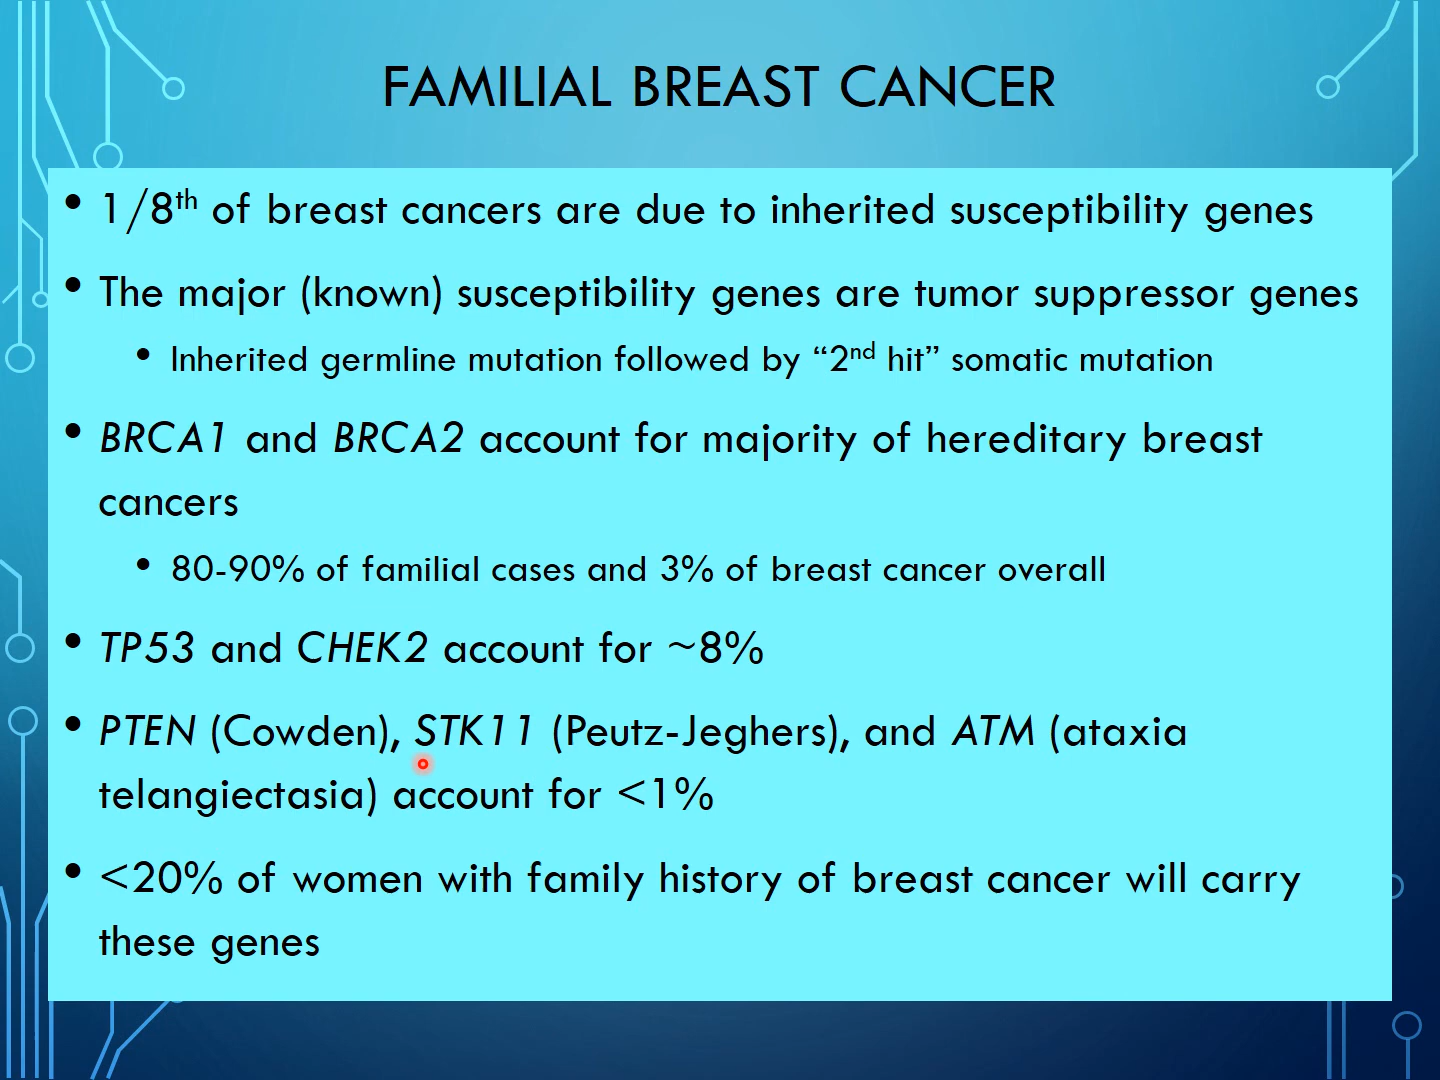 FAMILIAL BREAST CANCER
• 1/8th of breast cancers are due to inherited susceptibility genes
• The major (known) susceptibility genes are tumor suppressor genes
• Inherited germline mutation followed by “2nd hit” somatic mutation
• BRCA1 and BRCA2 account for majority of hereditary breast
cancers
• 80-90% of familial cases and 3% of breast cancer overall
• TP53 and CHEK2 account for ~8%
• PTEN (Cowden), STK11 (Peutz-Jeghers), and ATM (ataxia
telangiectasia) account for <1%
• <20% of women with family history of breast cancer will carry
these genes